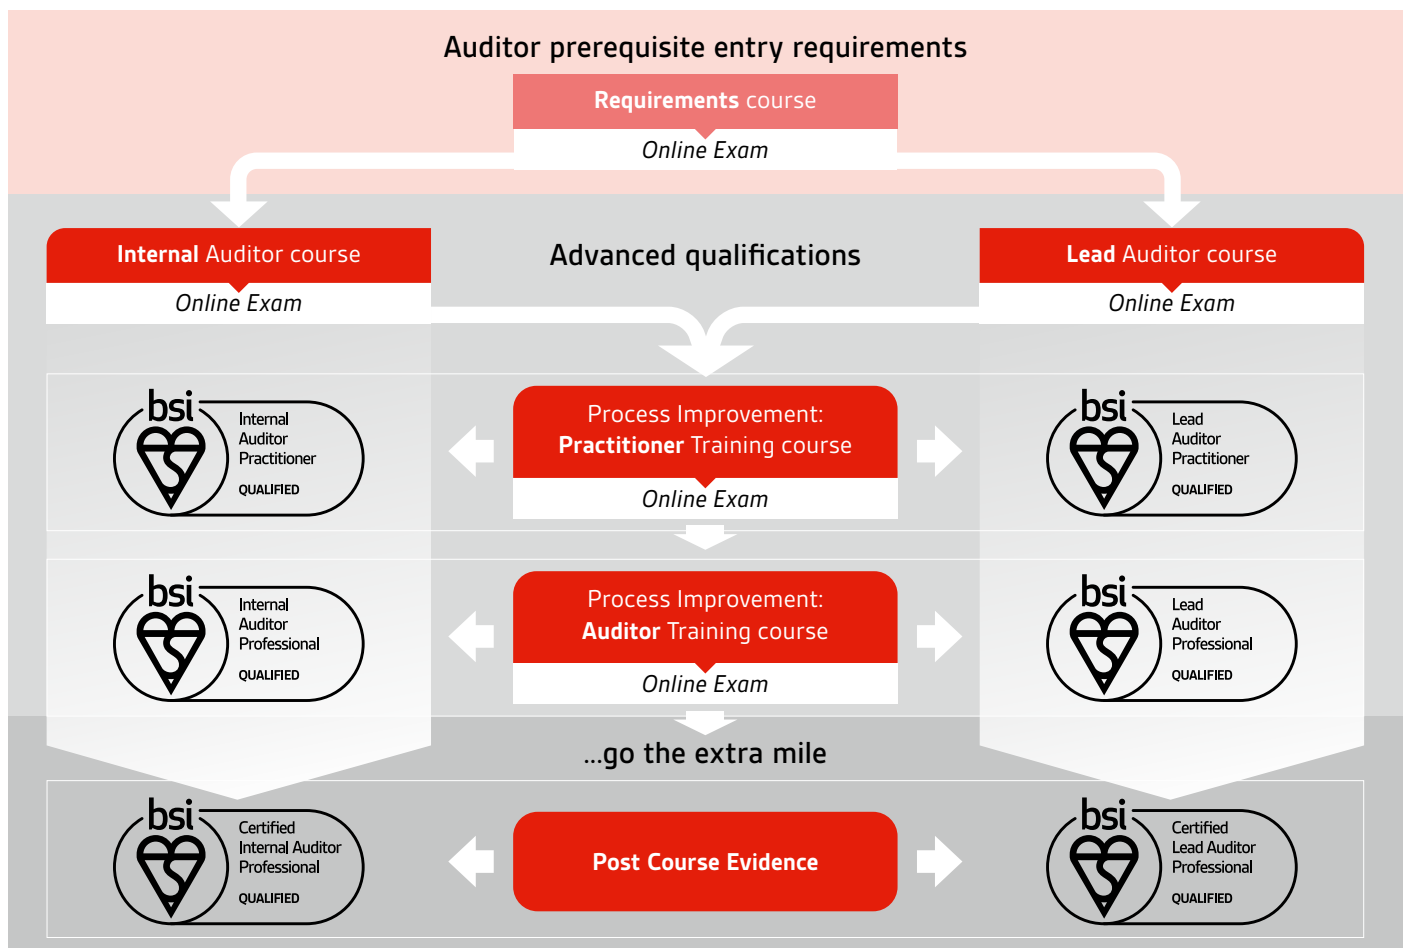 Auditor prerequisite entry requirements
Requirements course
Online Exam
Internal Auditor course
Online Exam
Advanced qualifications
Lead Auditor course
Online Exam
bsi
Internal
Auditor
Practitioner
QUALIFIED
Process Improvement:
Practitioner Training course
Online Exam
bsi
Lead
Auditor
Practitioner
QUALIFIED
bsi
Internal
Auditor
Professional
QUALIFIED
Process Improvement:
Auditor Training course
Online Exam
bsi
Lead
Auditor
Professional
QUALIFIED
...go the extra mile
bsi
Certified
Internal Auditor
Professional
QUALIFIED
Post Course Evidence
bsi
Certified
Lead Auditor
Professional
QUALIFIED